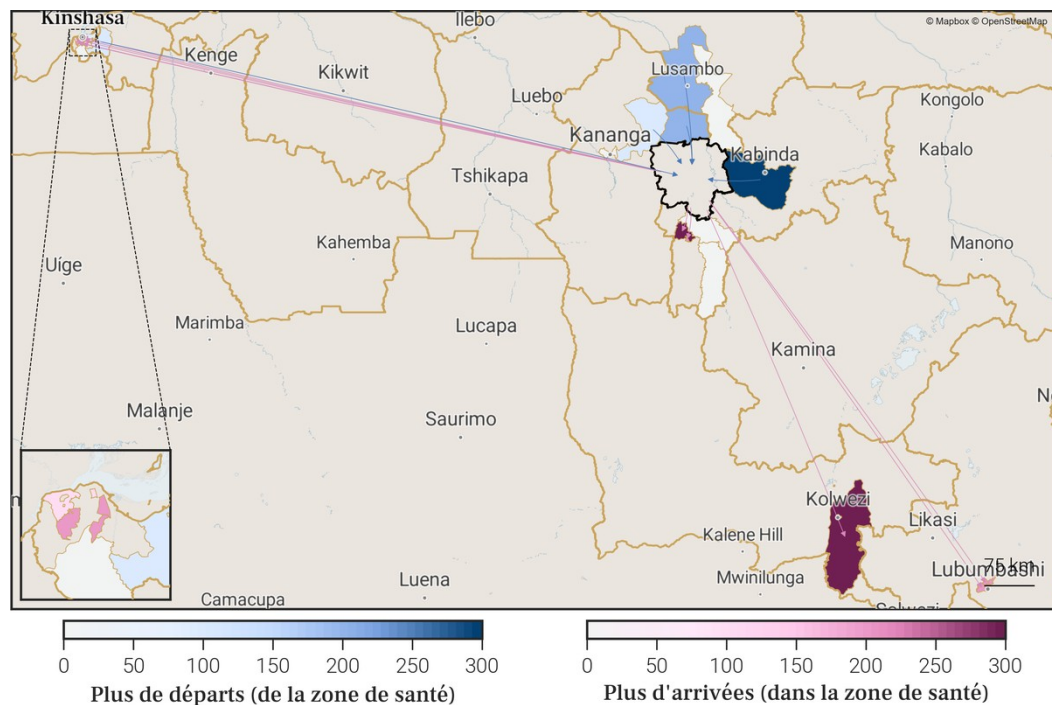 Kinshasa
Ilebo
© Mapbox © OpenStreetMap
Kenge
Kikwit
Lusambo
Luebo
Kongolo
Kananga
Kabinda
Kabalo
Tshikapa
Kahemba
Manono
Uíge
Marimba
Lucapa
Kamina
Malanje
Saurimo
Kolwezi
Likasi
Kalene Hill
75 km
Lubumbashi
Mwinilunga
Luena
Camacupa
Solwezi
0 50 100 150 200 250 300
Plus de départs (de la zone de santé)
0 50 100 150 200 250 300
Plus d'arrivées (dans la zone de santé)